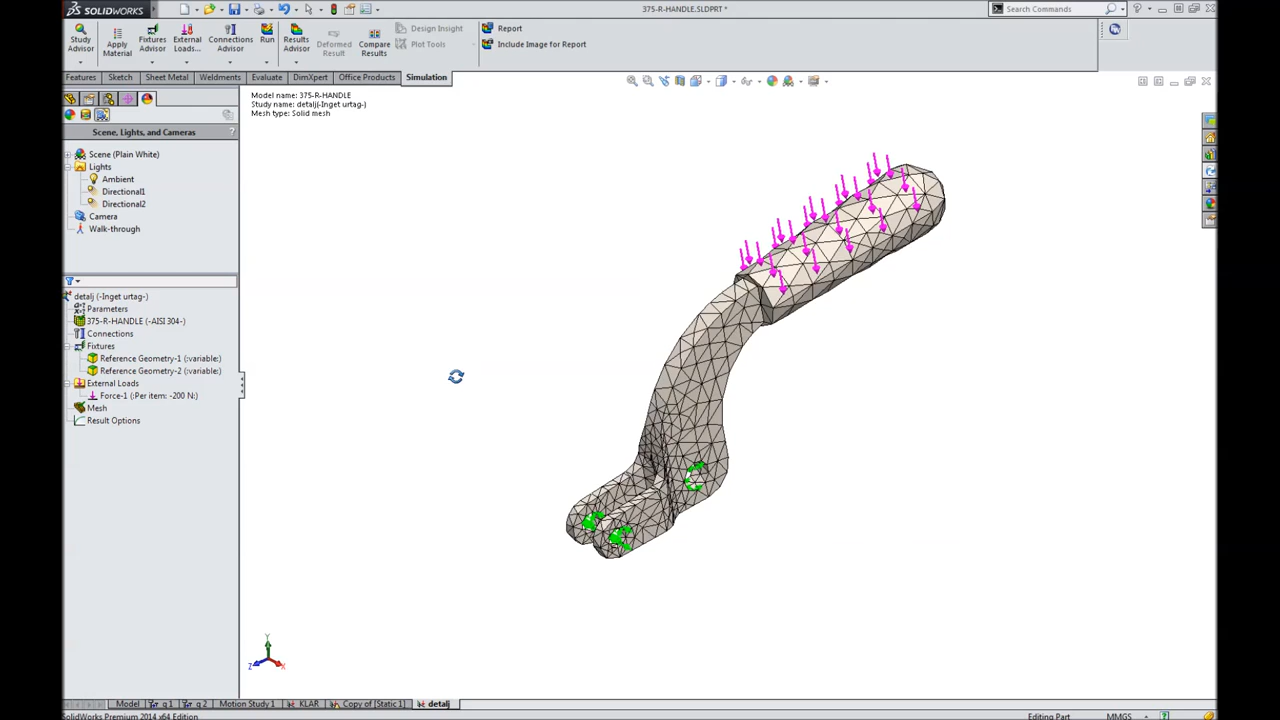 SOLIDWORKS
375-R-HANDLE.SLDPRT *
Search Commands
Study Advisor
Apply Material
Fixtures Advisor
External Loads...
Connections Advisor
Run
Results Advisor
Deformed Result
Compare Results
Design Insight
Plot Tools
Report
Include Image for Report
Features Sketch Sheet Metal Weldments Evaluate DimXpert Office Products Simulation
Model name: 375-R-HANDLE
Study name: detalj(-Inget urtag-)
Mesh type: Solid mesh
Scene, Lights, and Cameras ?
Scene (Plain White)
Lights
Ambient
Directional1
Directional2
Camera
Walk-through
detalj (-Inget urtag-)
Parameters
375-R-HANDLE (-AISI 304-)
Connections
Fixtures
Reference Geometry-1 (:variable:)
Reference Geometry-2 (:variable:)
External Loads
Force-1 (:Per item: -200 N:)
Mesh
Result Options
Y
Z X
Model q 1 q 2 Motion Study 1 KLAR Copy of [Static 1] detalj
SolidWorks Premium 2014 x64 Edition
Editing Part MMGS